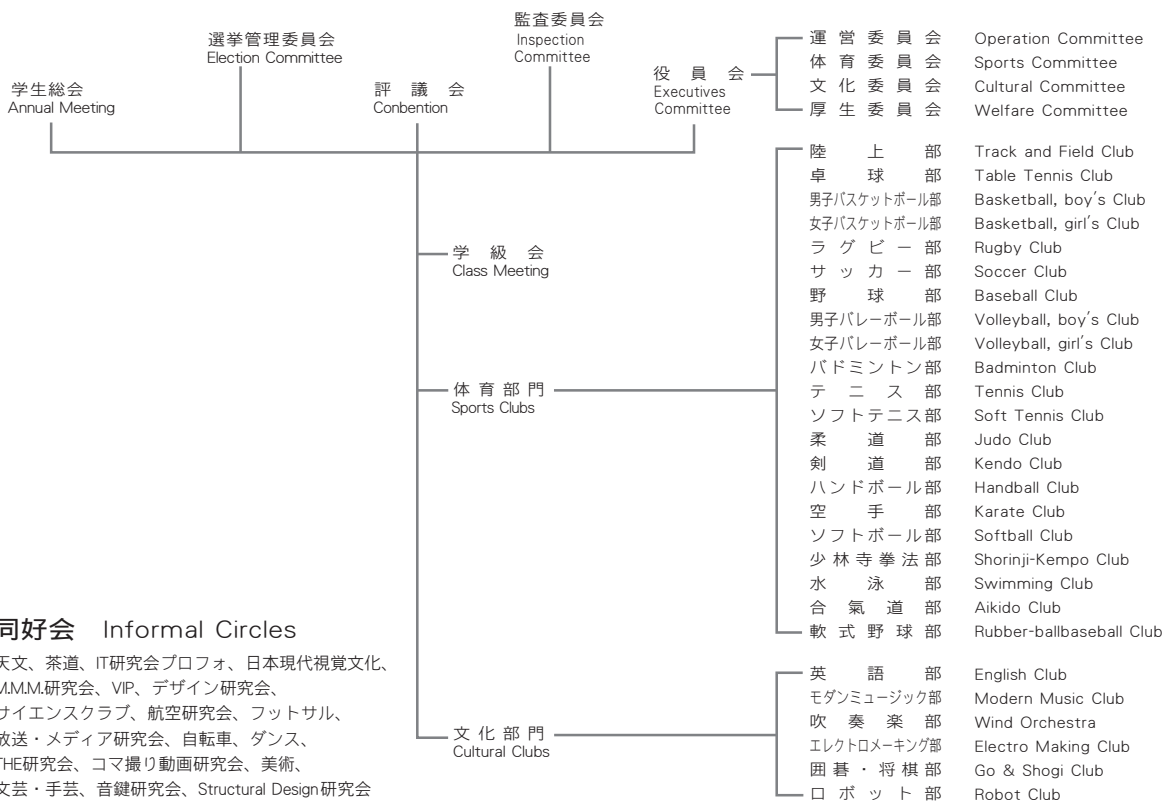 監査委員会
Inspection
Committee
選挙管理委員会
Election Committee
学生総会
Annual Meeting
評議会
Conbention
役員会
Executives
Committee
運営委員会 Operation Committee
体育委員会 Sports Committee
文化委員会 Cultural Committee
厚生委員会 Welfare Committee
学級会
Class Meeting
体育部門
Sports Clubs
陸上部 Track and Field Club
卓球部 Table Tennis Club
男子バスケットボール部 Basketball, boy's Club
女子バスケットボール部 Basketball, girl's Club
ラグビー部 Rugby Club
サッカー部 Soccer Club
野球部 Baseball Club
男子バレーボール部 Volleyball, boy's Club
女子バレーボール部 Volleyball, girl's Club
バドミントン部 Badminton Club
テニス部 Tennis Club
ソフトテニス部 Soft Tennis Club
柔道部 Judo Club
剣道部 Kendo Club
ハンドボール部 Handball Club
空手部 Karate Club
ソフトボール部 Softball Club
少林寺拳法部 Shorinji-Kempo Club
水泳部 Swimming Club
合氣道部 Aikido Club
軟式野球部 Rubber-ballbaseball Club
文化部門
Cultural Clubs
英語部 English Club
モダンミュージック部 Modern Music Club
吹奏楽部 Wind Orchestra
エレクトロメーキング部 Electro Making Club
囲碁・将棋部 Go & Shogi Club
ロボット部 Robot Club
同好会 Informal Circles
天文、茶道、IT研究会プロフォ、日本現代視覚文化、
M.M.M.研究会、VIP、デザイン研究会、
サイエンスクラブ、航空研究会、フットサル、
放送・メディア研究会、自転車、ダンス、
THE研究会、コマ撮り動画研究会、美術、
文芸・手芸、音鍵研究会、Structural Design研究会